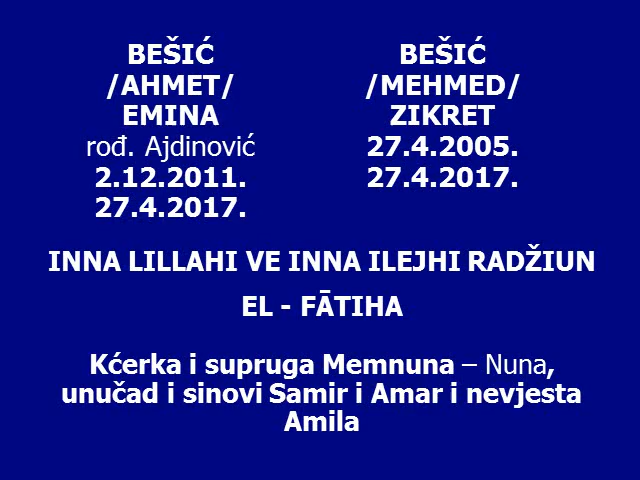 BEŠIĆ
/AHMET/
EMINA
rođ. Ajdinović
2.12.2011.
27.4.2017.
BEŠIĆ
/MEHMED/
ZIKRET
27.4.2005.
27.4.2017.
INNA LILLAHI VE INNA ILEJHI RADŽIUN
EL - FĀTIHA
Kćerka i supruga Memnuna – Nuna,
unučad i sinovi Samir i Amar i nevjesta
Amila